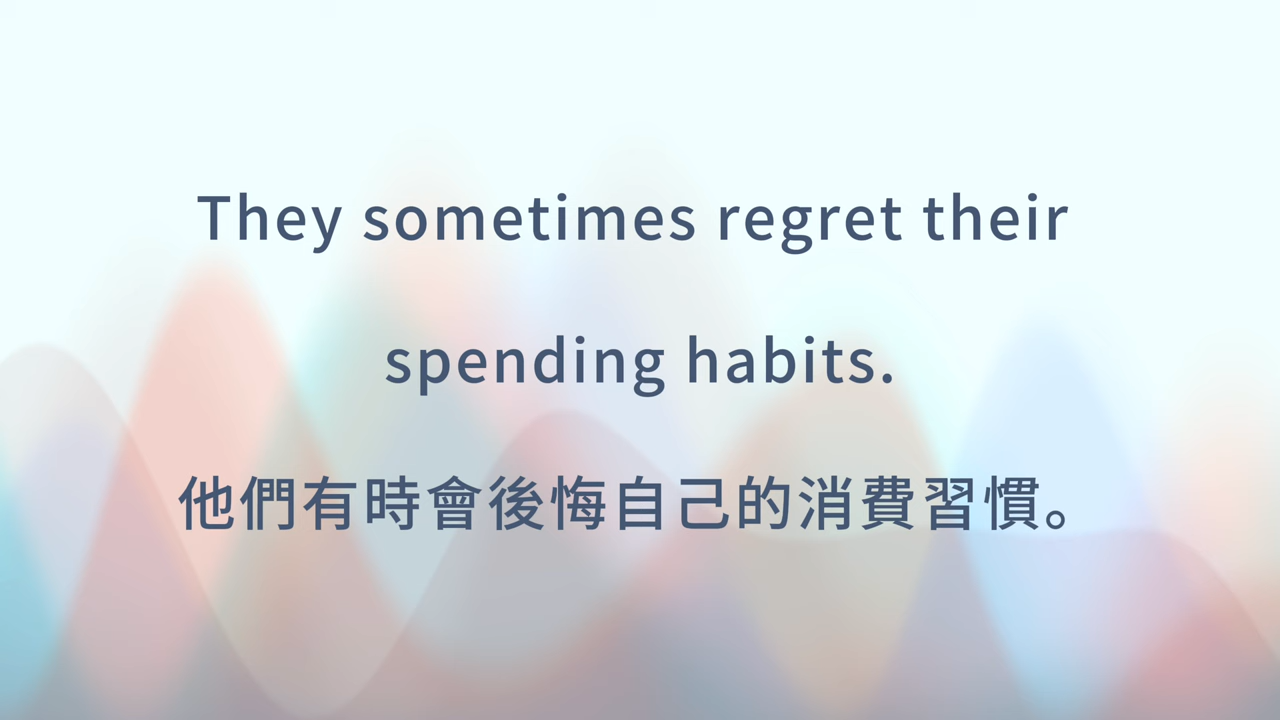 They sometimes regret their
spending habits.
他們有時會後悔自己的消費習慣。